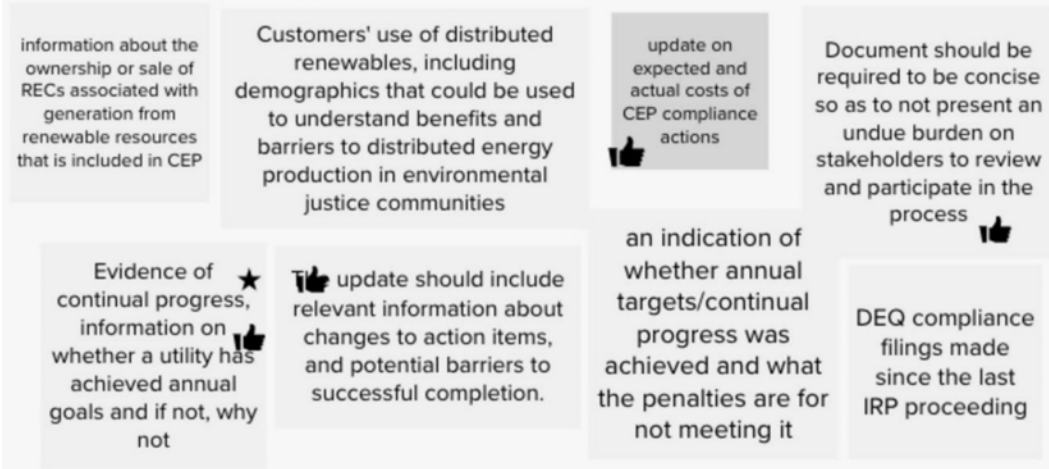 information about the
ownership or sale of
RECs associated with
generation from
renewable resources
that is included in CEP
Customers' use of distributed
renewables, including
demographics that could be used
to understand benefits and
barriers to distributed energy
production in environmental
justice communities
update on
expected and
actual costs of
CEP compliance
actions
Document should be
required to be concise
so as to not present an
undue burden on
stakeholders to review
and participate in the
process
Evidence of
continual progress,
information on
whether a utility has
achieved annual
goals and if not, why
not
update should include
relevant information about
changes to action items,
and potential barriers to
successful completion.
an indication of
whether annual
targets/continual
progress was
achieved and what
the penalties are for
not meeting it
DEQ compliance
filings made
since the last
IRP proceeding